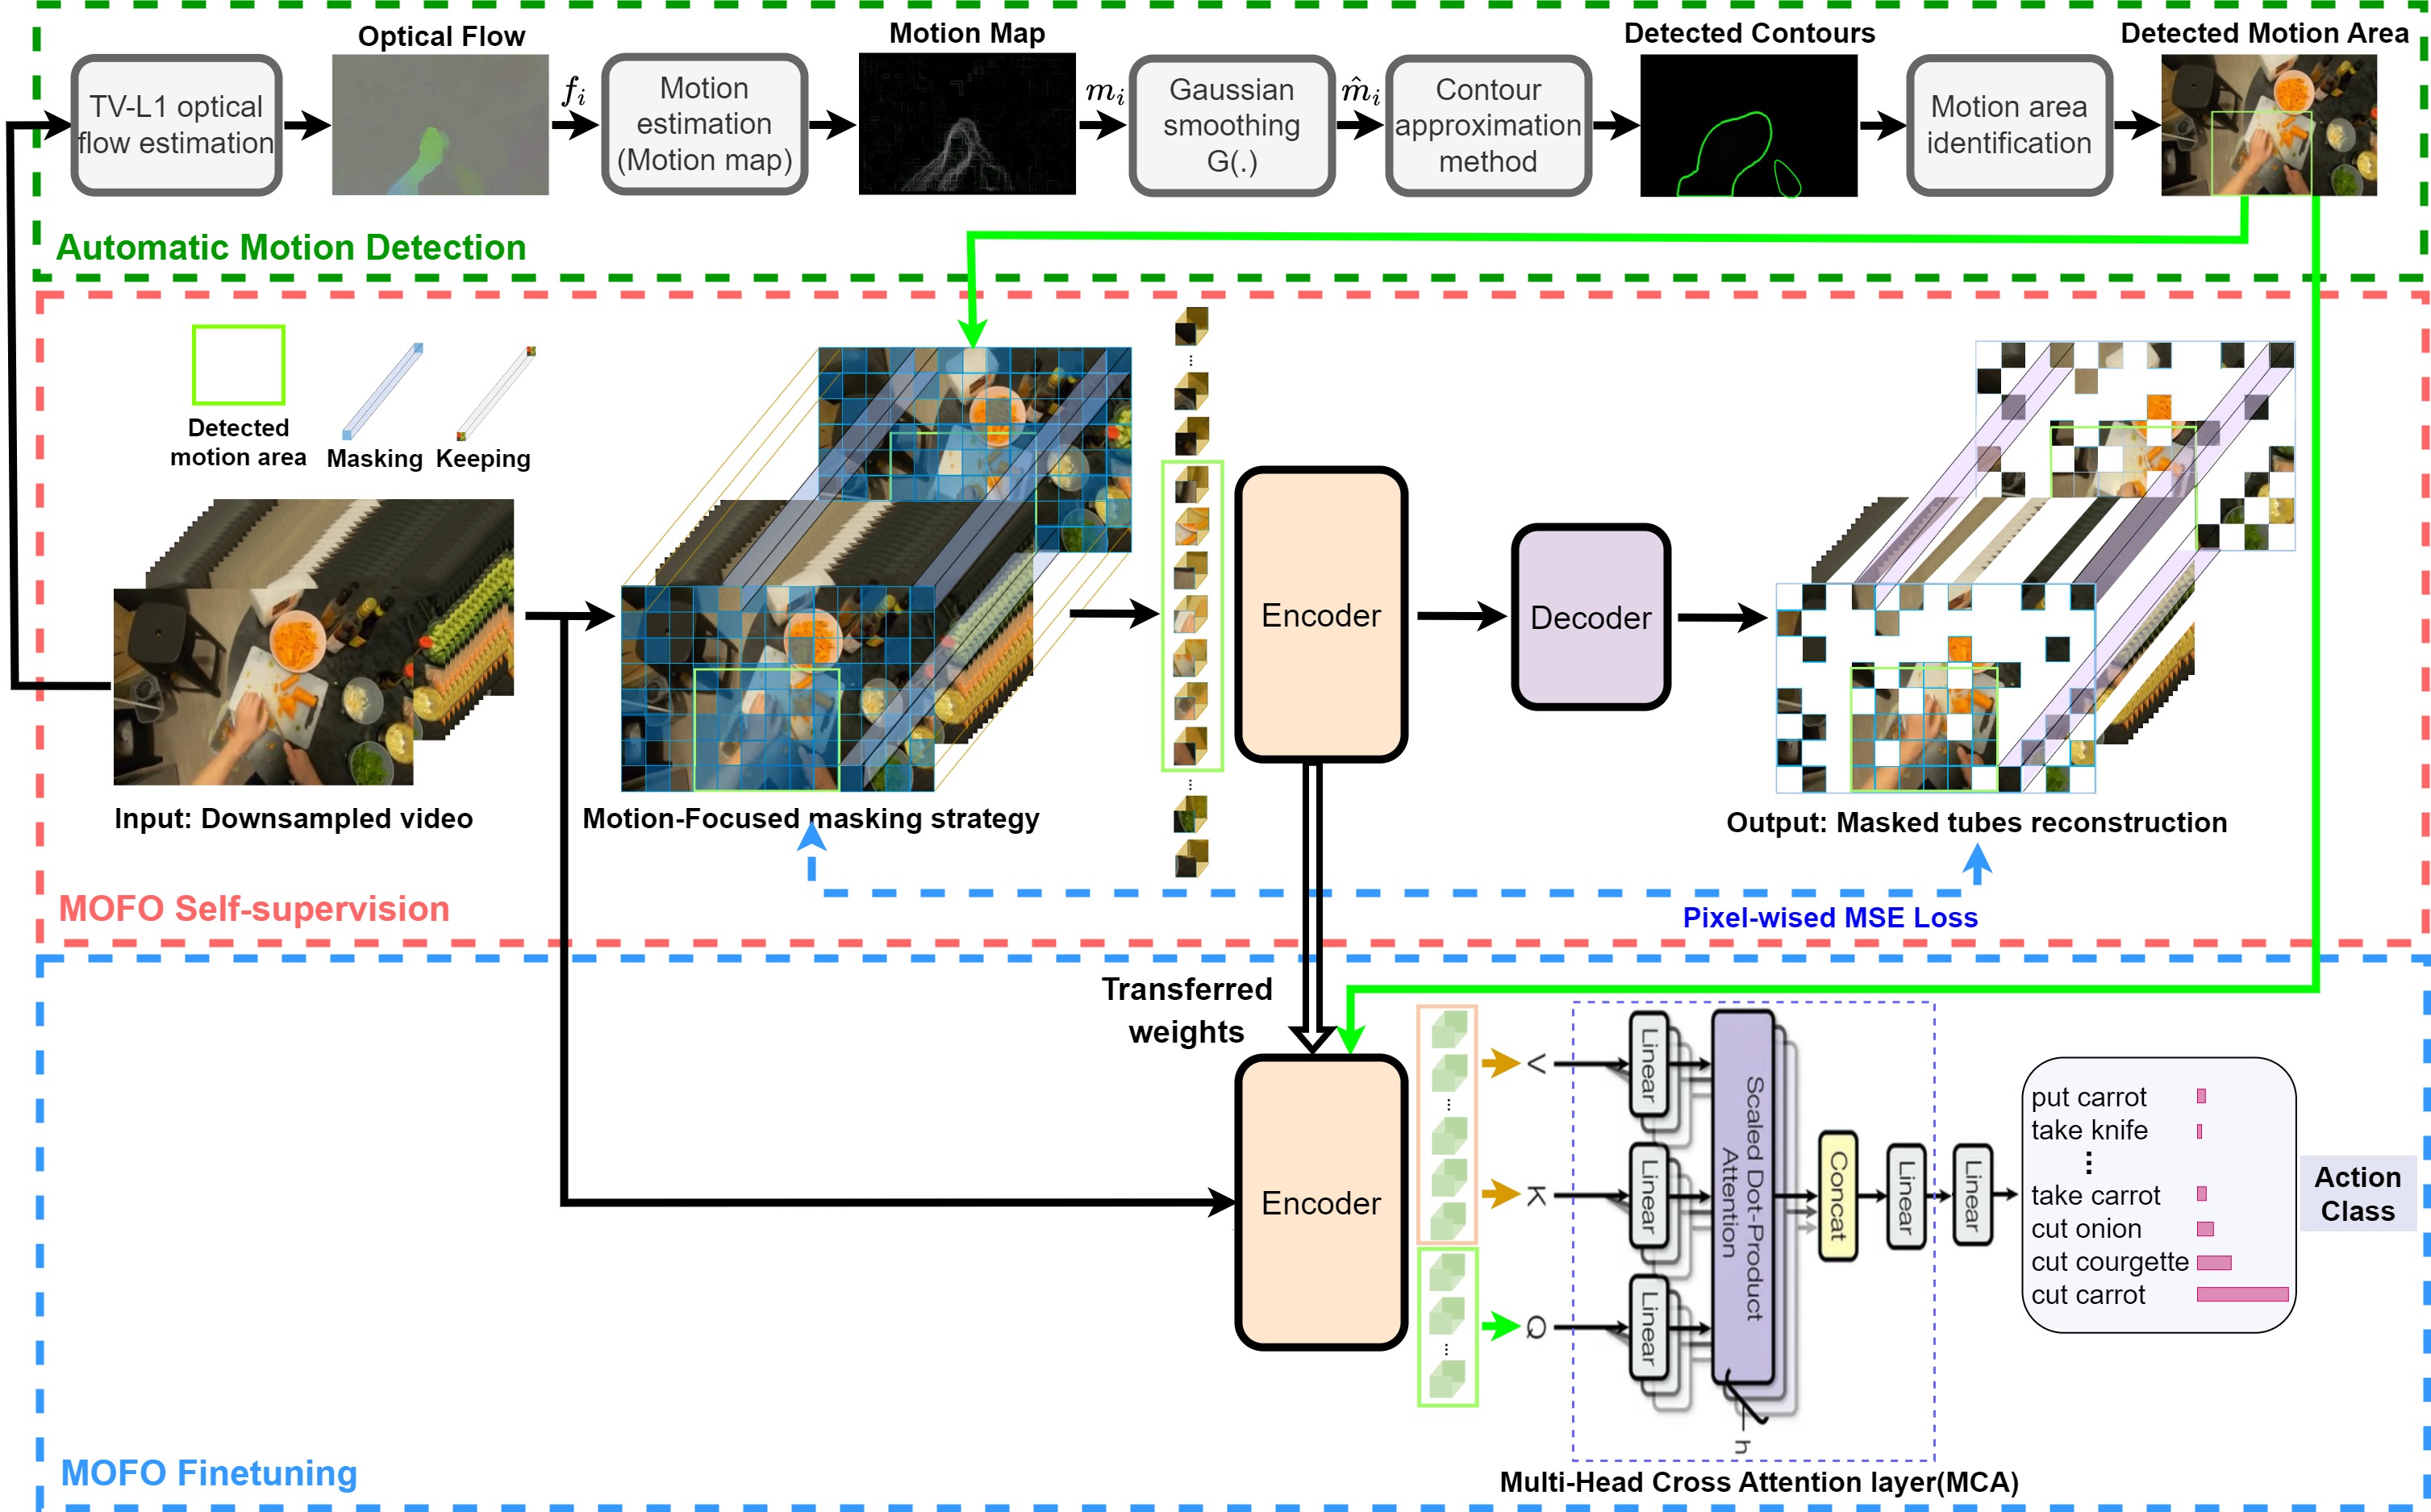 Optical Flow
Motion Map
Detected Contours
Detected Motion Area
TV-L1 optical
flow estimation
f_i
Motion
estimation
(Motion map)
m_i
Gaussian
smoothing
G(.)
m̂_i
Contour
approximation
method
Motion area
identification
Automatic Motion Detection
Detected
motion area
Masking
Keeping
Encoder
Decoder
Input: Downsampled video
Motion-Focused masking strategy
Output: Masked tubes reconstruction
MOFO Self-supervision
Pixel-wised MSE Loss
Transferred
weights
Encoder
V
K
Q
Linear
Linear
Linear
Scaled Dot-Product
Attention
h
Concat
Linear
Linear
put carrot
take knife
⋮
take carrot
cut onion
cut courgette
cut carrot
Action
Class
Multi-Head Cross Attention layer(MCA)
MOFO Finetuning